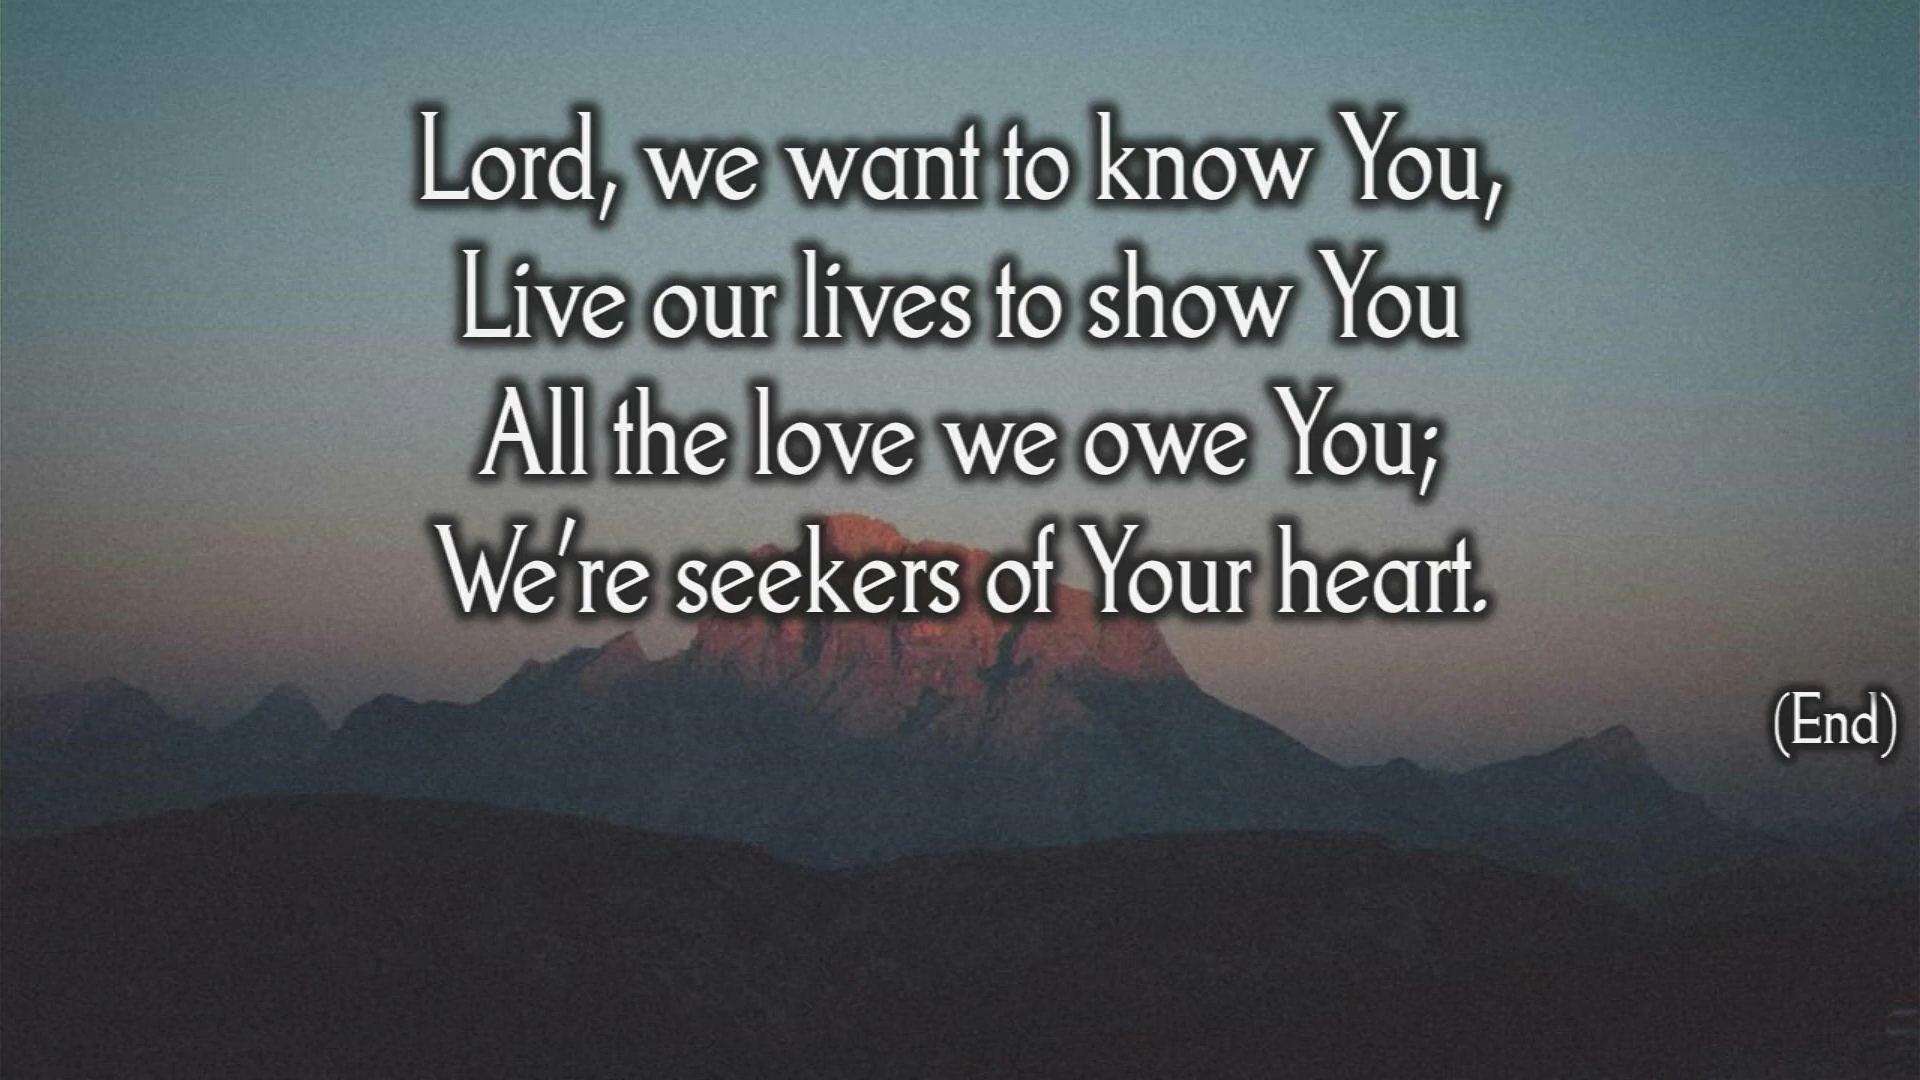 Lord, we want to know You,
Live our lives to show You
All the love we owe You;
We're seekers of Your heart.
(End)